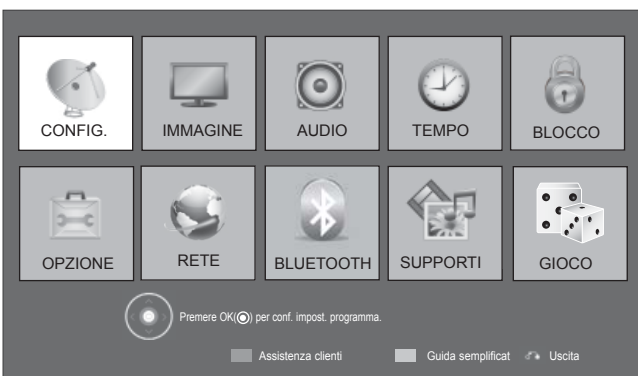 CONFIG. IMMAGINE AUDIO TEMPO BLOCCO
OPZIONE RETE BLUETOOTH SUPPORTI GIOCO
Premere OK(◉) per conf. impost. programma.
Assistenza clienti Guida semplificat Uscita